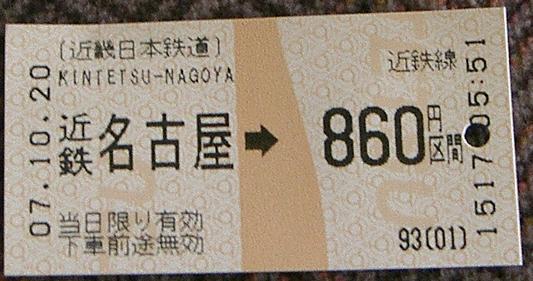 [近畿日本鉄道]
KINTETSU-NAGOYA
近鉄名古屋 ➡ 860円区間
近鉄線
当日限り有効
下車前途無効
07.10.20
93(01)
1517 05:51